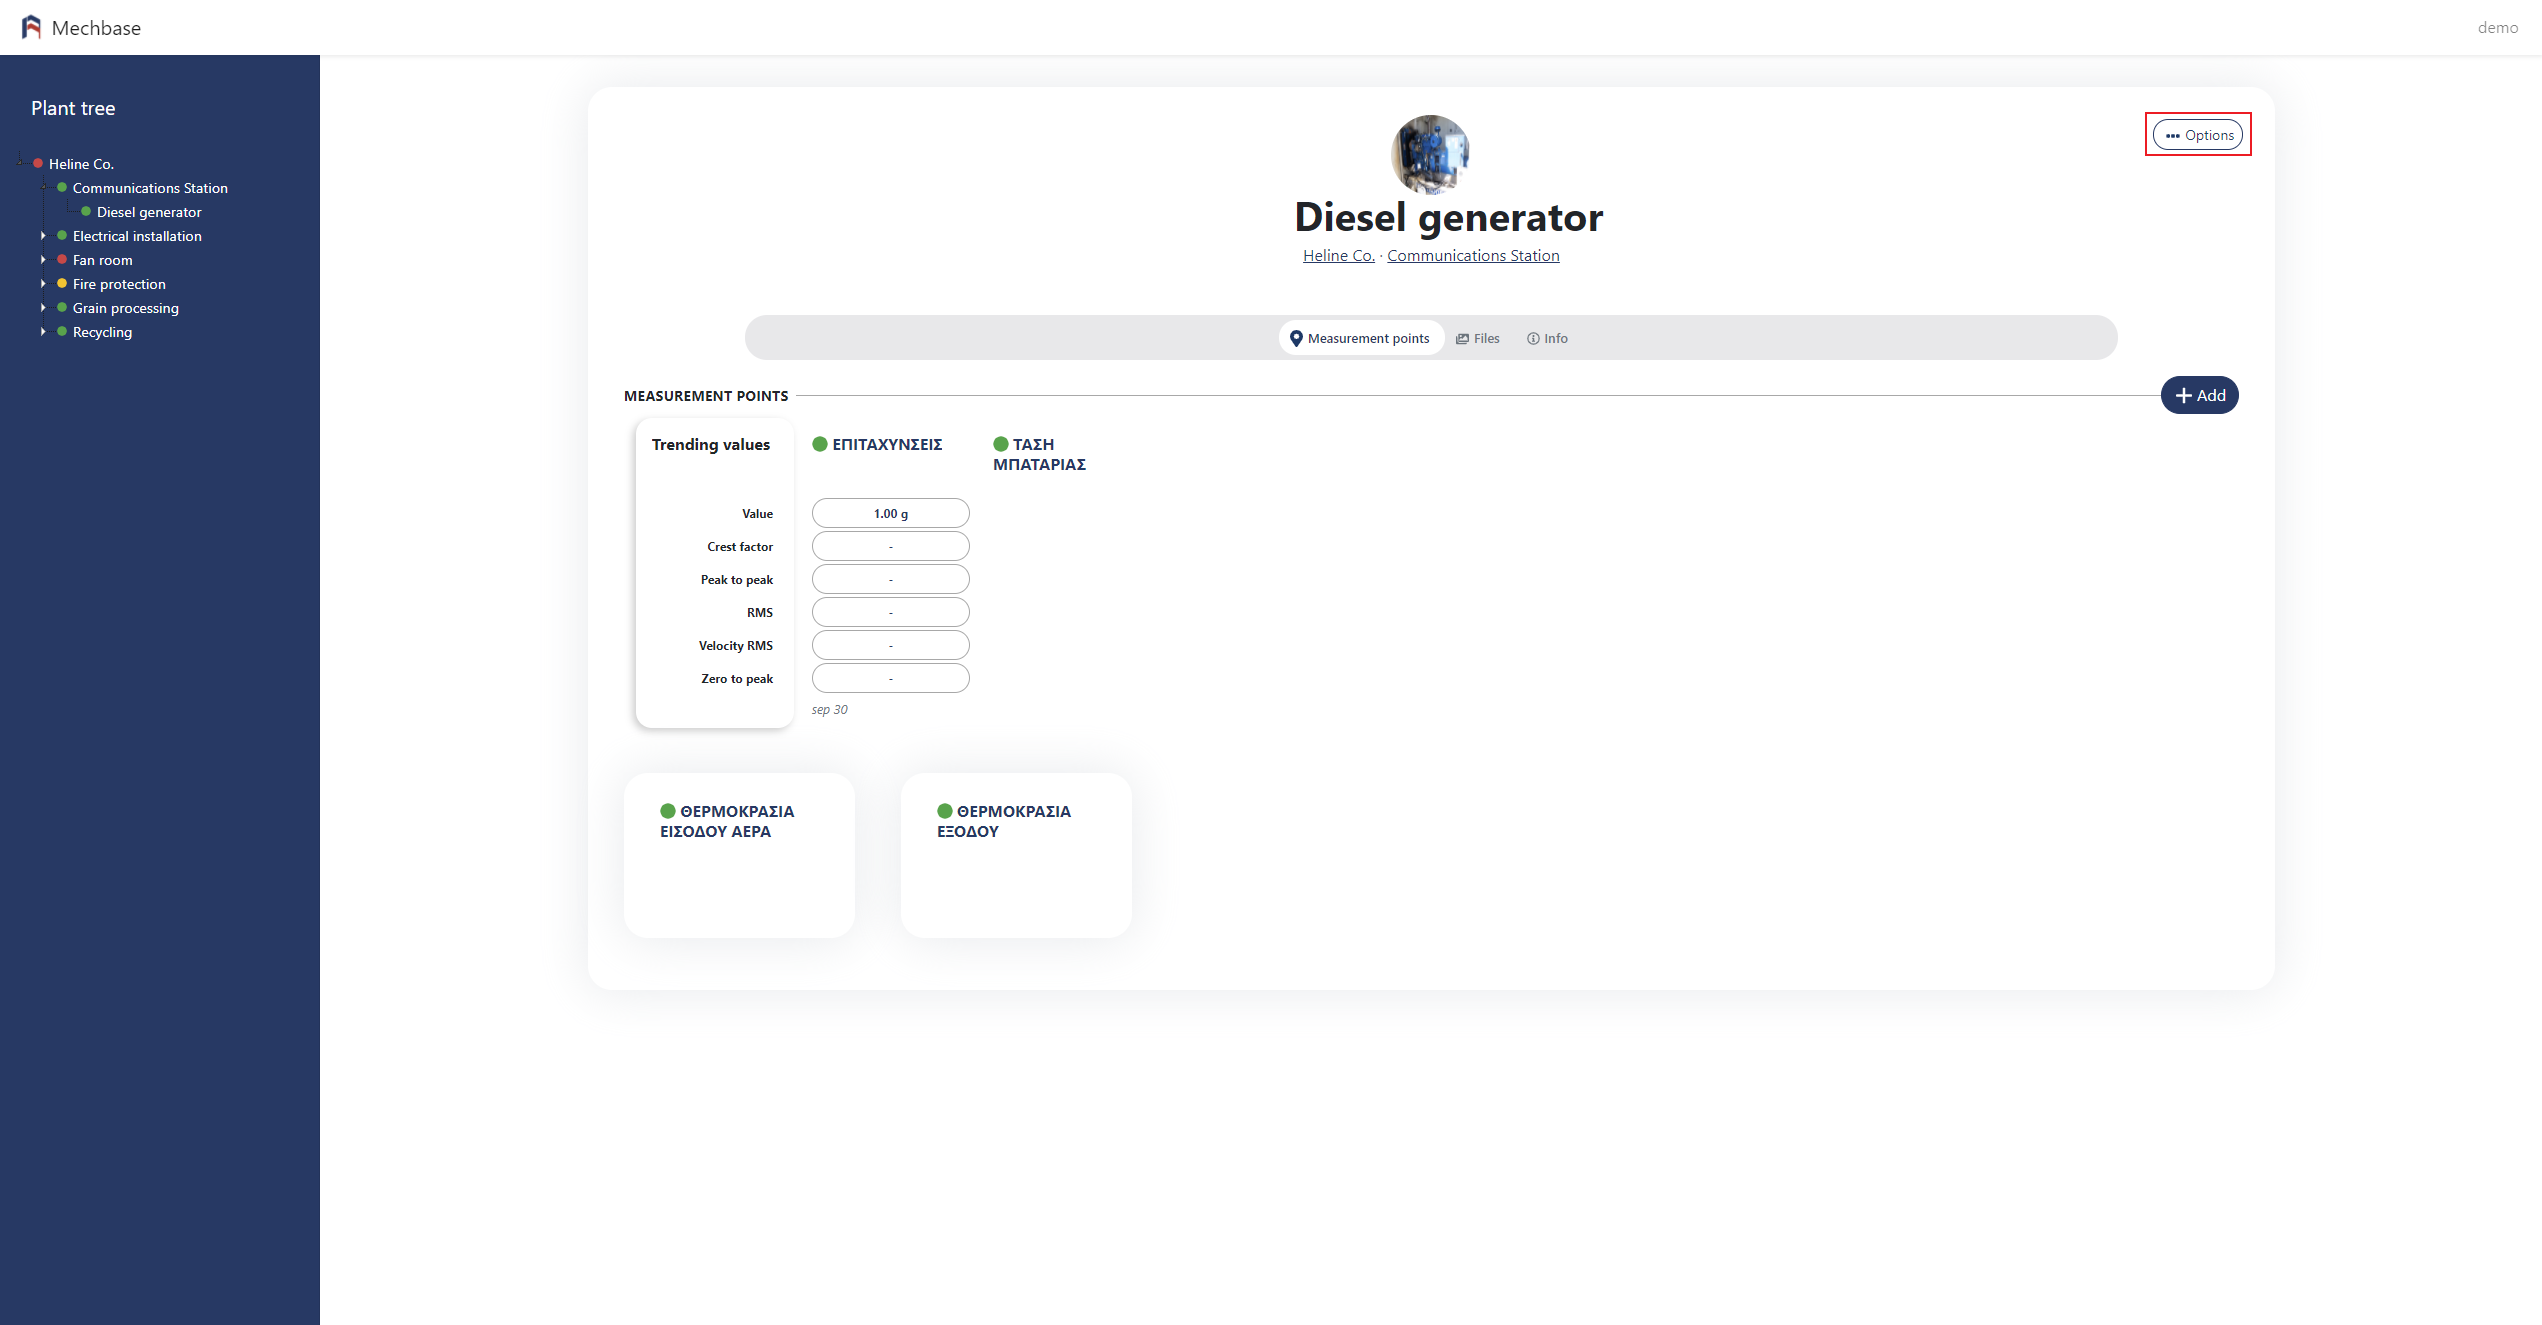 Mechbase
demo
Plant tree
Heline Co.
Communications Station
Diesel generator
Electrical installation
Fan room
Fire protection
Grain processing
Recycling
Options
Diesel generator
Heline Co. · Communications Station
Measurement points
Files
Info
MEASUREMENT POINTS
Add
Trending values
ΕΠΙΤΑΧΥΝΣΕΙΣ
ΤΑΣΗ
ΜΠΑΤΑΡΙΑΣ
Value
1.00 g
Crest factor
-
Peak to peak
-
RMS
-
Velocity RMS
-
Zero to peak
-
sep 30
ΘΕΡΜΟΚΡΑΣΙΑ
ΕΙΣΟΔΟΥ ΑΕΡΑ
ΘΕΡΜΟΚΡΑΣΙΑ
ΕΞΟΔΟΥ